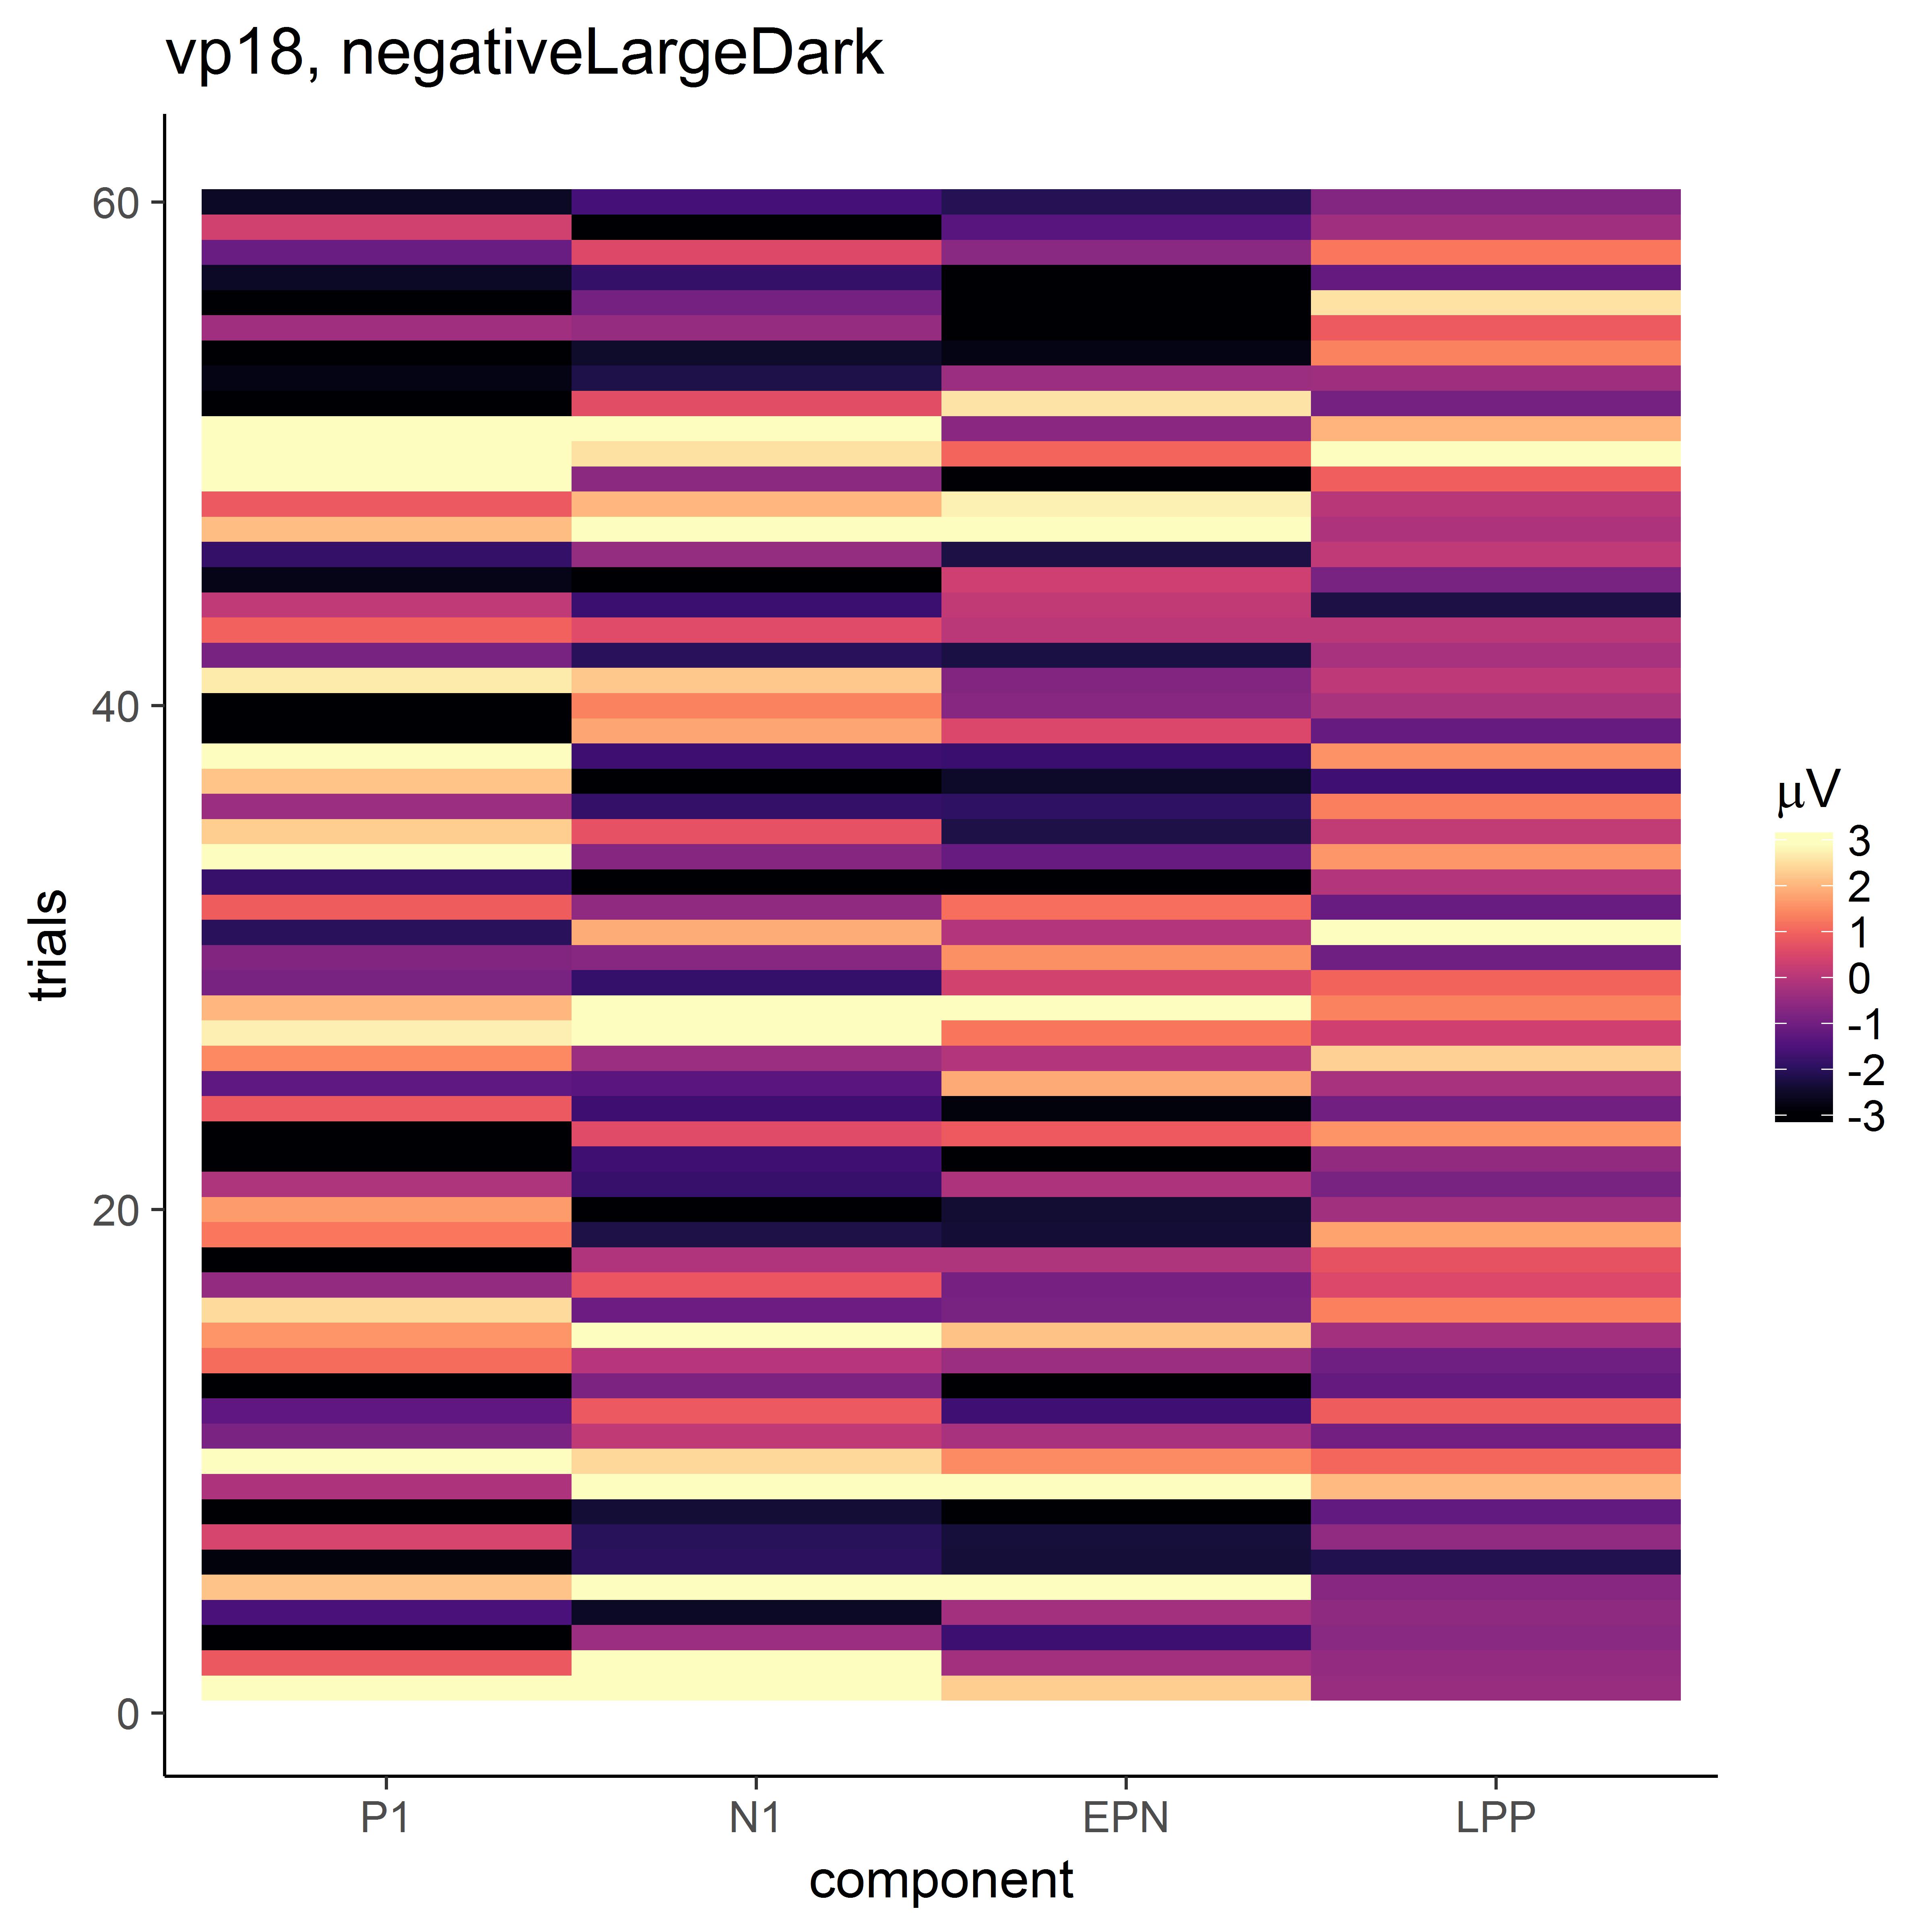 vp18, negativeLargeDark
60
40
20
0
trials
P1 N1 EPN LPP
component
μV
3
2
1
0
-1
-2
-3